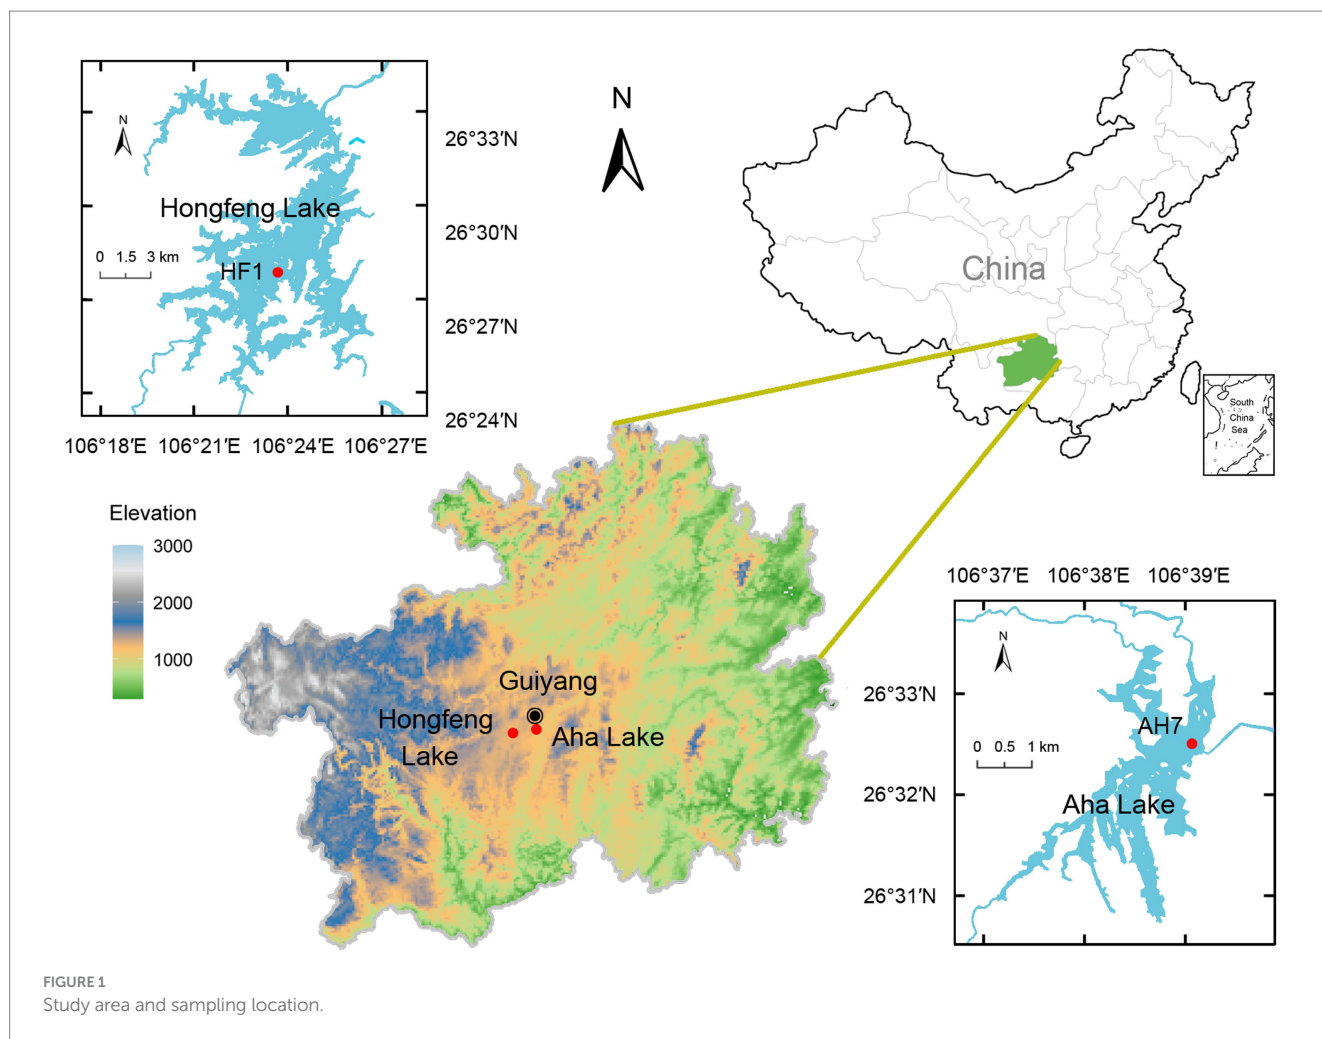 N
Hongfeng Lake
0 1.5 3 km
HF1
26°33′N
26°30′N
26°27′N
26°24′N
106°18′E 106°21′E 106°24′E 106°27′E
N
China
South
China
Sea
Elevation
3000
2000
1000
Guiyang
Hongfeng
Lake
Aha Lake
106°37′E 106°38′E 106°39′E
N
26°33′N
26°32′N
26°31′N
AH7
0 0.5 1 km
Aha Lake
FIGURE 1
Study area and sampling location.